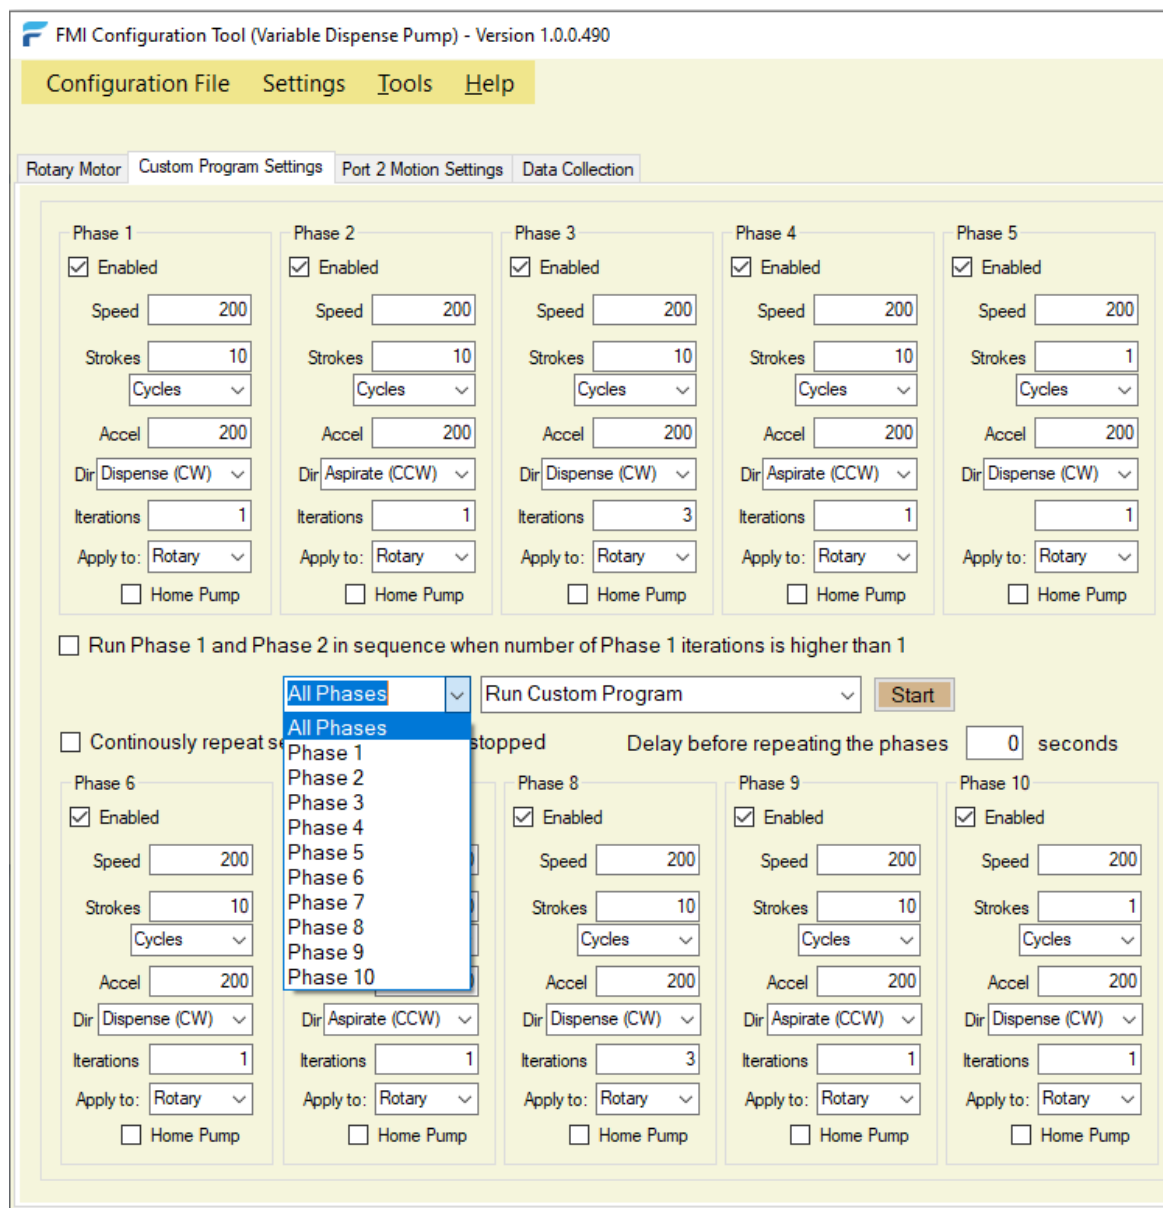 FMI Configuration Tool (Variable Dispense Pump) - Version 1.0.0.490
Configuration File Settings Tools Help
Rotary Motor Custom Program Settings Port 2 Motion Settings Data Collection
Phase 1 Phase 2 Phase 3 Phase 4 Phase 5
Enabled Enabled Enabled Enabled Enabled
Speed 200 Speed 200 Speed 200 Speed 200 Speed 200
Strokes 10 Strokes 10 Strokes 10 Strokes 10 Strokes 1
Cycles Cycles Cycles Cycles Cycles
Accel 200 Accel 200 Accel 200 Accel 200 Accel 200
Dir Dispense (CW) Dir Aspirate (CCW) Dir Dispense (CW) Dir Aspirate (CCW) Dir Dispense (CW)
Iterations 1 Iterations 1 Iterations 3 Iterations 1 1
Apply to: Rotary Apply to: Rotary Apply to: Rotary Apply to: Rotary Apply to: Rotary
Home Pump Home Pump Home Pump Home Pump Home Pump
Run Phase 1 and Phase 2 in sequence when number of Phase 1 iterations is higher than 1
All Phases Run Custom Program Start
All Phases
Continously repeat stopped Delay before repeating the phases 0 seconds
Phase 1
Phase 2
Phase 3
Phase 4
Phase 5
Phase 6
Phase 7
Phase 8
Phase 9
Phase 10
Phase 6 Phase 8 Phase 9 Phase 10
Enabled Enabled Enabled Enabled
Speed 200 Speed 200 Speed 200 Speed 200
Strokes 10 Strokes 10 Strokes 10 Strokes 1
Cycles Cycles Cycles Cycles
Accel 200 Accel 200 Accel 200 Accel 200
Dir Dispense (CW) Dir Aspirate (CCW) Dir Dispense (CW) Dir Aspirate (CCW) Dir Dispense (CW)
Iterations 1 Iterations 1 Iterations 3 Iterations 1 Iterations 1
Apply to: Rotary Apply to: Rotary Apply to: Rotary Apply to: Rotary Apply to: Rotary
Home Pump Home Pump Home Pump Home Pump Home Pump